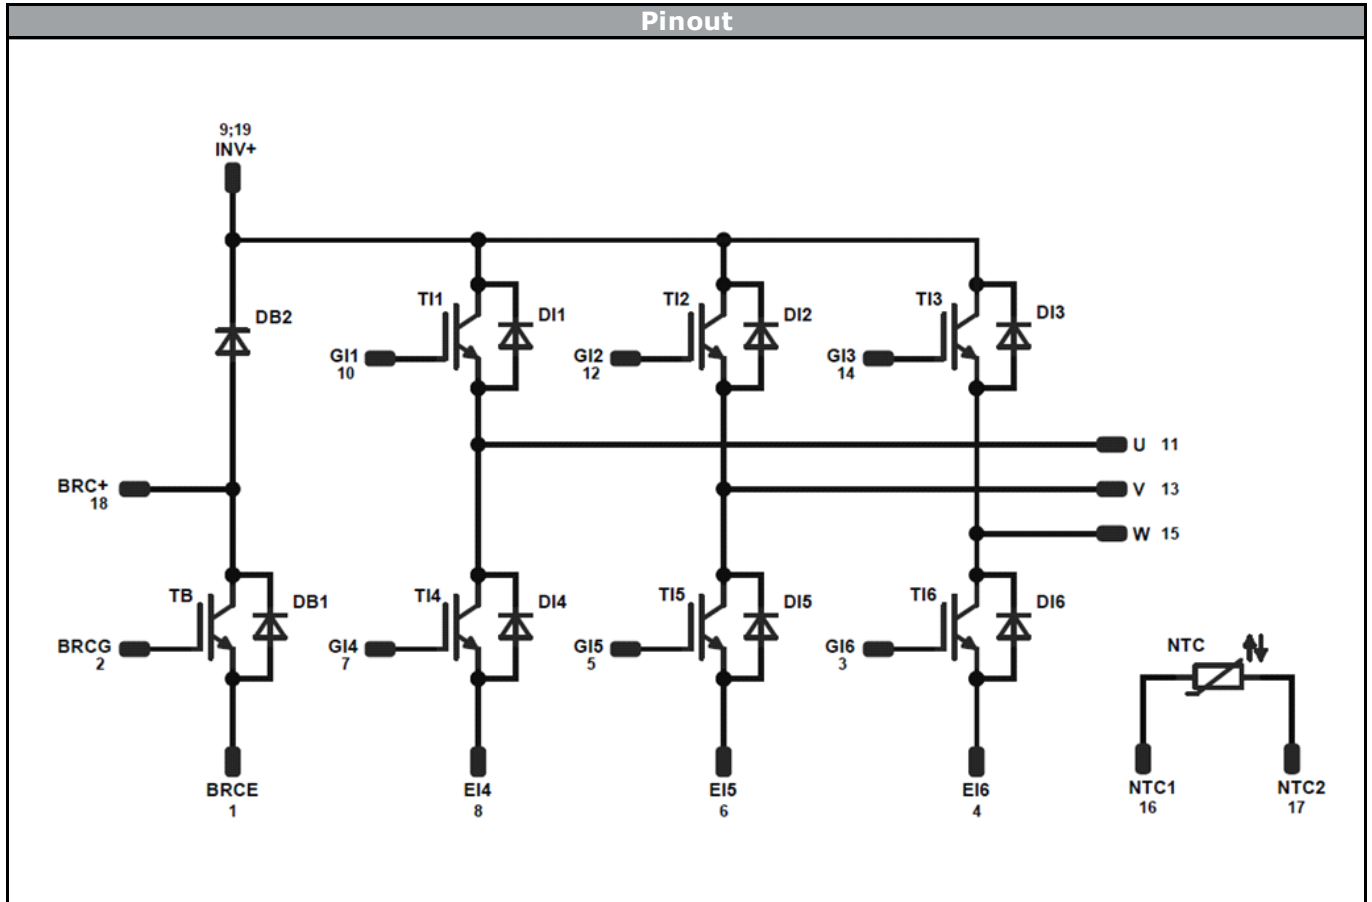 Pinout
9;19
INV+
DB2
TI1
DI1
TI2
DI2
TI3
DI3
GI1
10
GI2
12
GI3
14
U 11
BRC+
18
V 13
W 15
TB
DB1
TI4
DI4
TI5
DI5
TI6
DI6
BRCG
2
GI4
7
GI5
5
GI6
3
NTC
BRCE
1
EI4
8
EI5
6
EI6
4
NTC1
16
NTC2
17